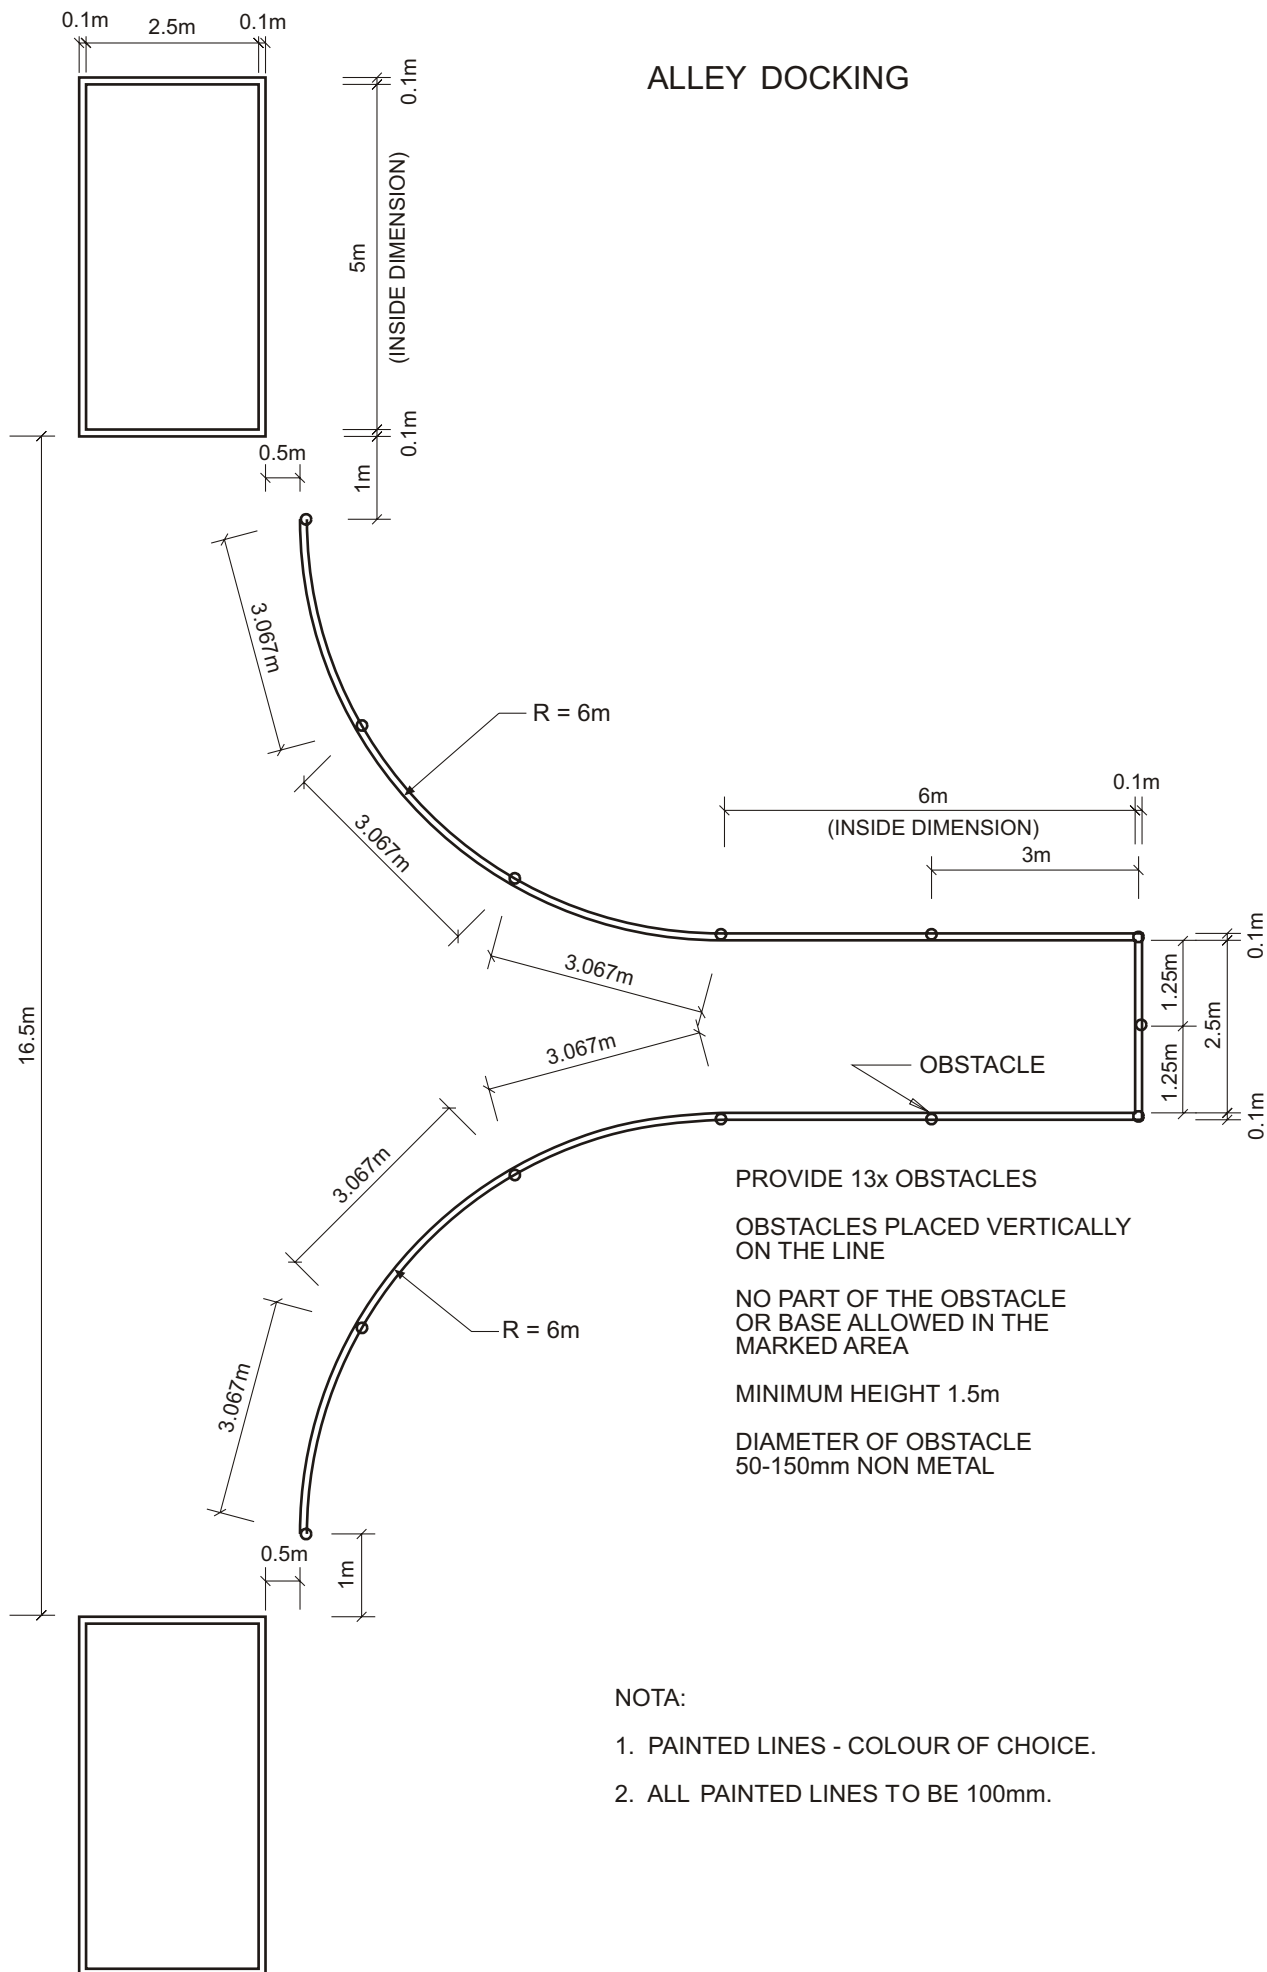 0.1m
2.5m
0.1m
ALLEY DOCKING
0.1m
5m
(INSIDE DIMENSION)
0.1m
0.5m
1m
3.067m
R = 6m
3.067m
6m
0.1m
(INSIDE DIMENSION)
3m
3.067m
0.1m
1.25m
2.5m
1.25m
0.1m
16.5m
3.067m
OBSTACLE
3.067m
PROVIDE 13x OBSTACLES
OBSTACLES PLACED VERTICALLY
ON THE LINE
NO PART OF THE OBSTACLE
OR BASE ALLOWED IN THE
MARKED AREA
MINIMUM HEIGHT 1.5m
DIAMETER OF OBSTACLE
50-150mm NON METAL
R = 6m
3.067m
0.5m
1m
NOTA:
1. PAINTED LINES - COLOUR OF CHOICE.
2. ALL PAINTED LINES TO BE 100mm.